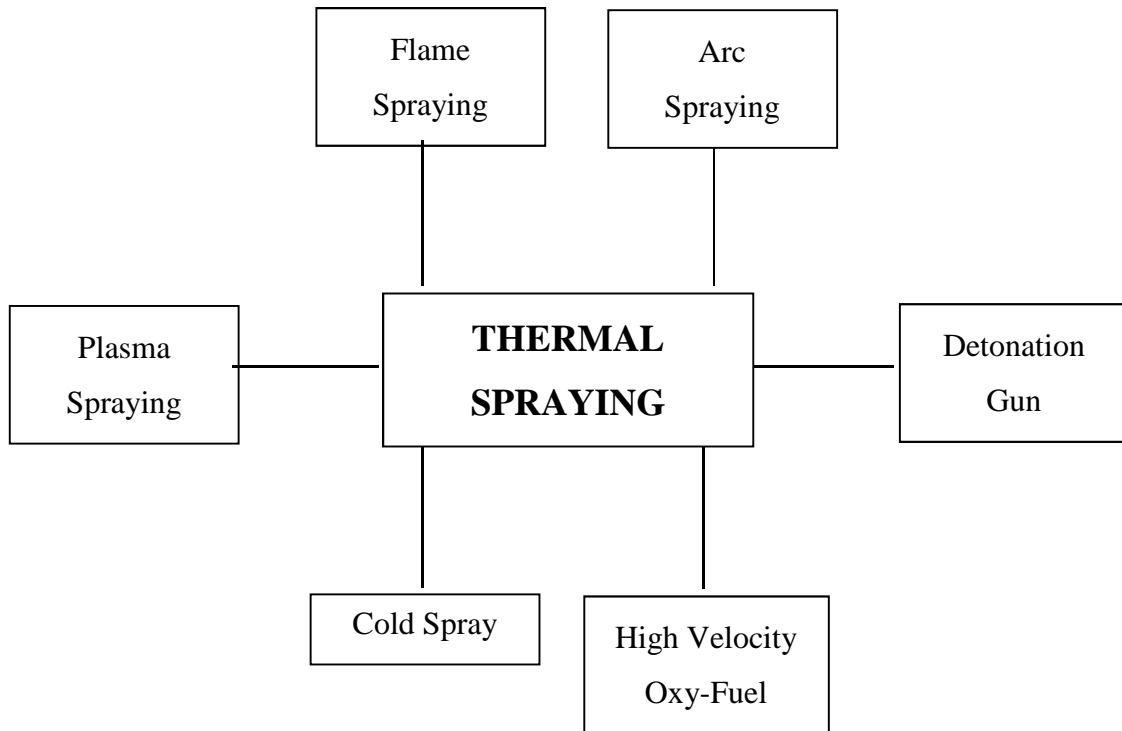 Flame
Spraying
Arc
Spraying
Plasma
Spraying
THERMAL
SPRAYING
Detonation
Gun
Cold Spray
High Velocity
Oxy-Fuel